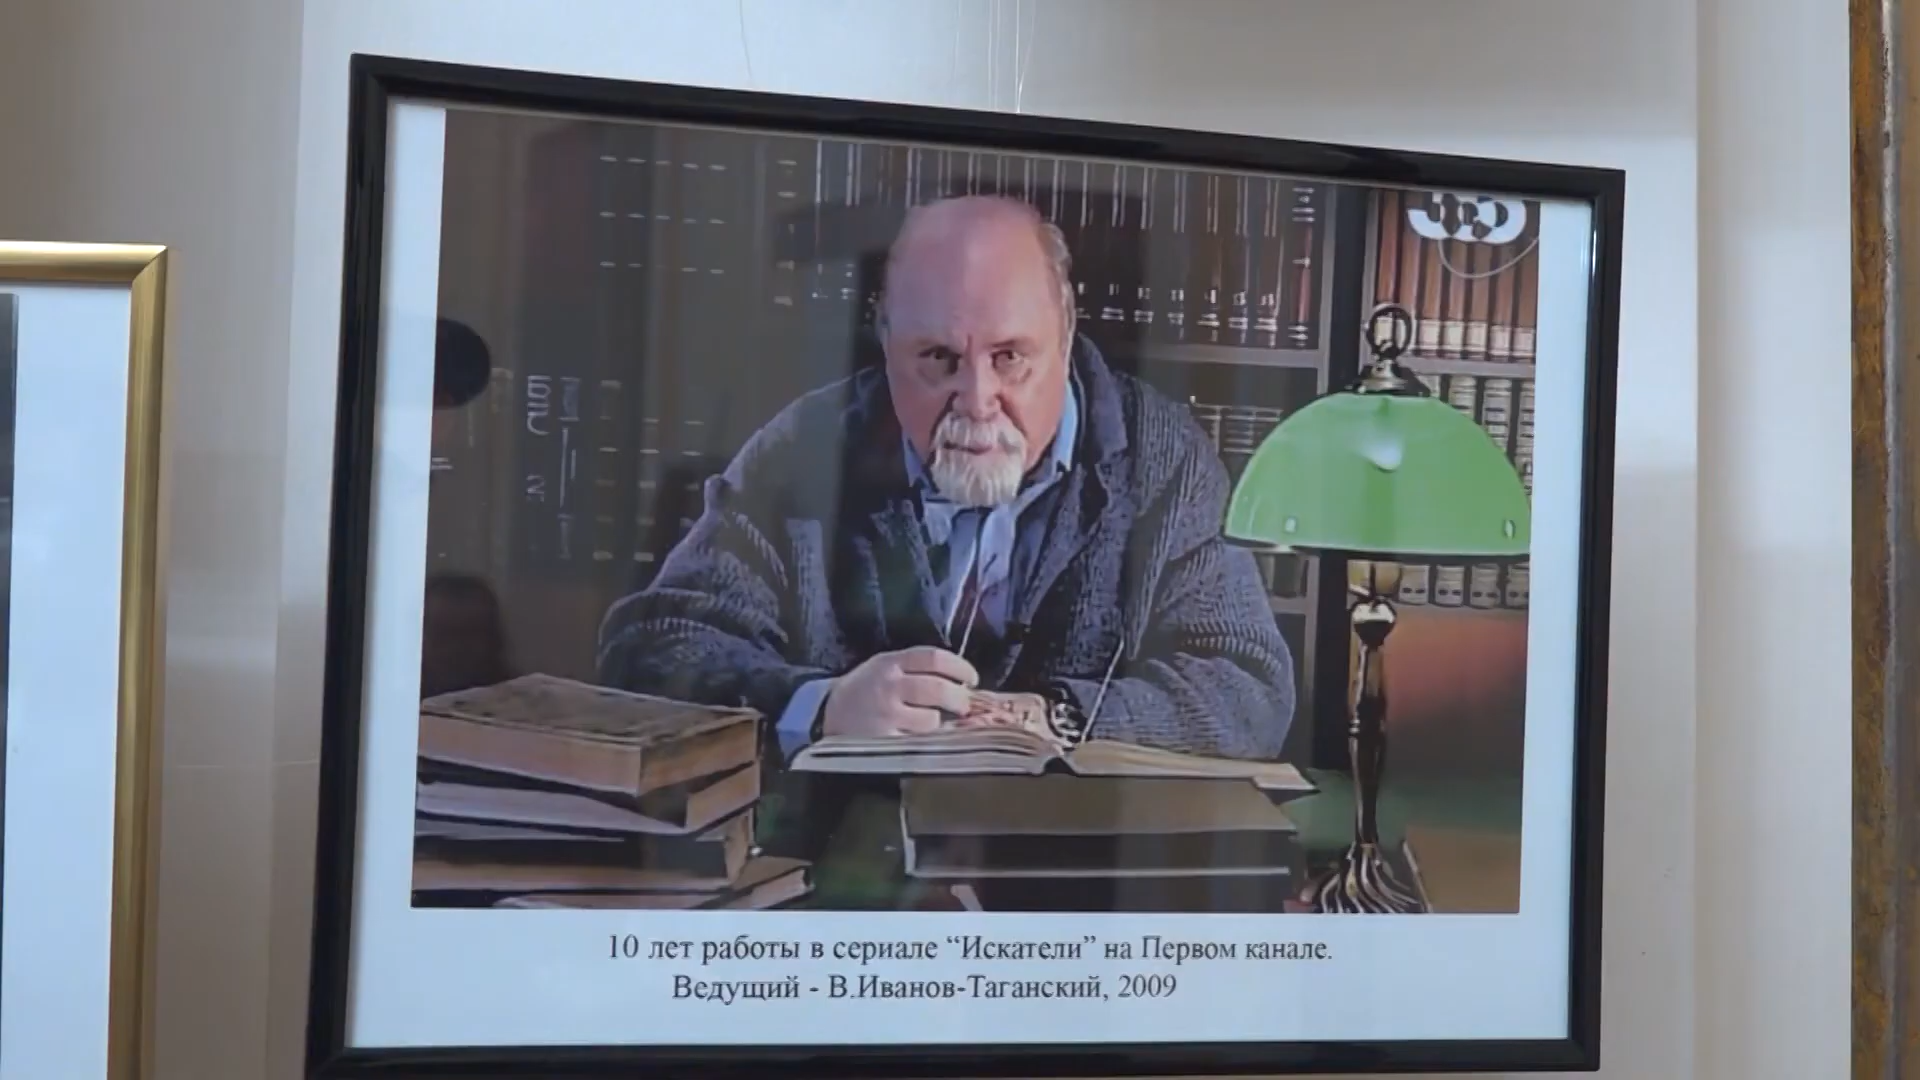 10 лет работы в сериале “Искатели” на Первом канале.
Ведущий - В.Иванов-Таганский, 2009